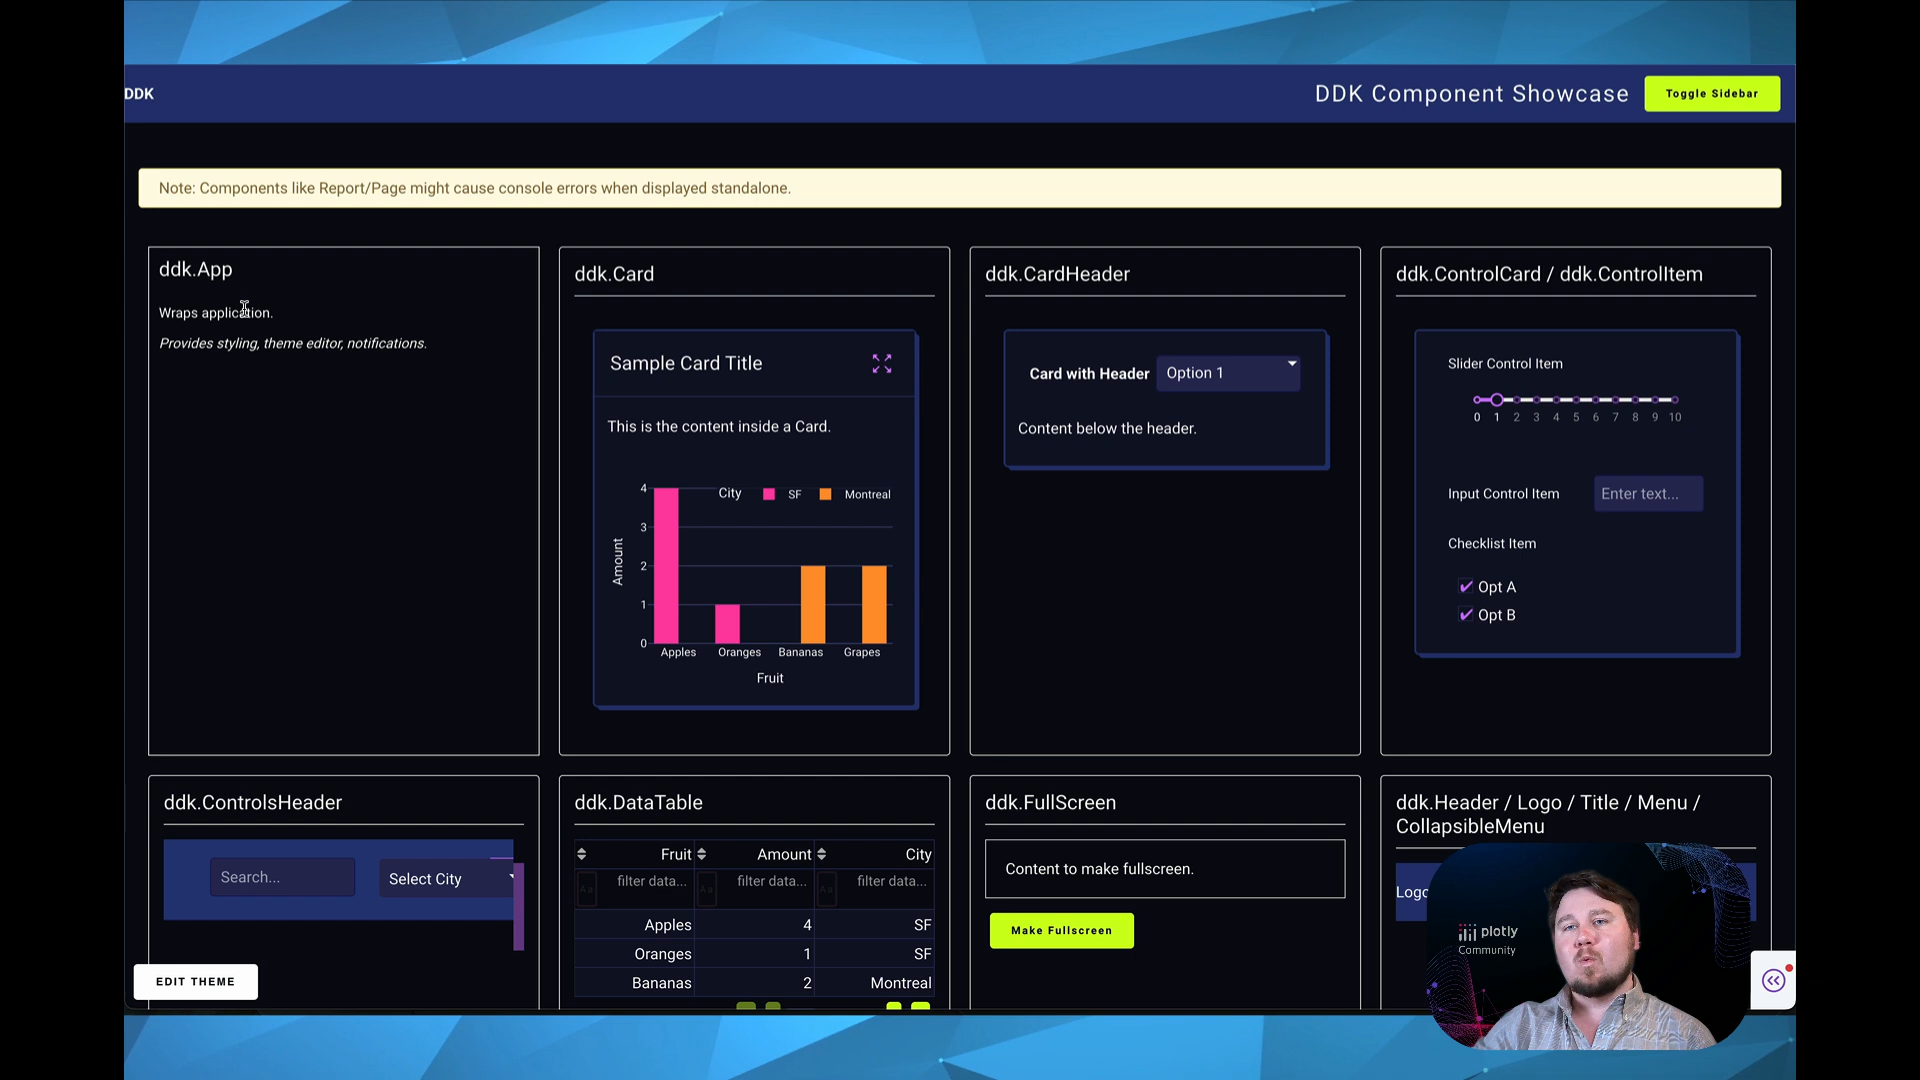 DDK
DDK Component Showcase
Toggle Sidebar
Note: Components like Report/Page might cause console errors when displayed standalone.
ddk.App
Wraps application.
Provides styling, theme editor, notifications.
ddk.Card
Sample Card Title
This is the content inside a Card.
City SF Montreal
4
3
2
1
0
Amount
Apples Oranges Bananas Grapes
Fruit
ddk.CardHeader
Card with Header Option 1
Content below the header.
ddk.ControlCard / ddk.ControlItem
Slider Control Item
0 1 2 3 4 5 6 7 8 9 10
Input Control Item Enter text...
Checklist Item
Opt A
Opt B
ddk.ControlsHeader
Search... Select City
EDIT THEME
ddk.DataTable
Fruit Amount City
Aa filter data... Aa filter data... Aa filter data...
Apples 4 SF
Oranges 1 SF
Bananas 2 Montreal
ddk.FullScreen
Content to make fullscreen.
Make Fullscreen
ddk.Header / Logo / Title / Menu /
CollapsibleMenu
plotly
Community